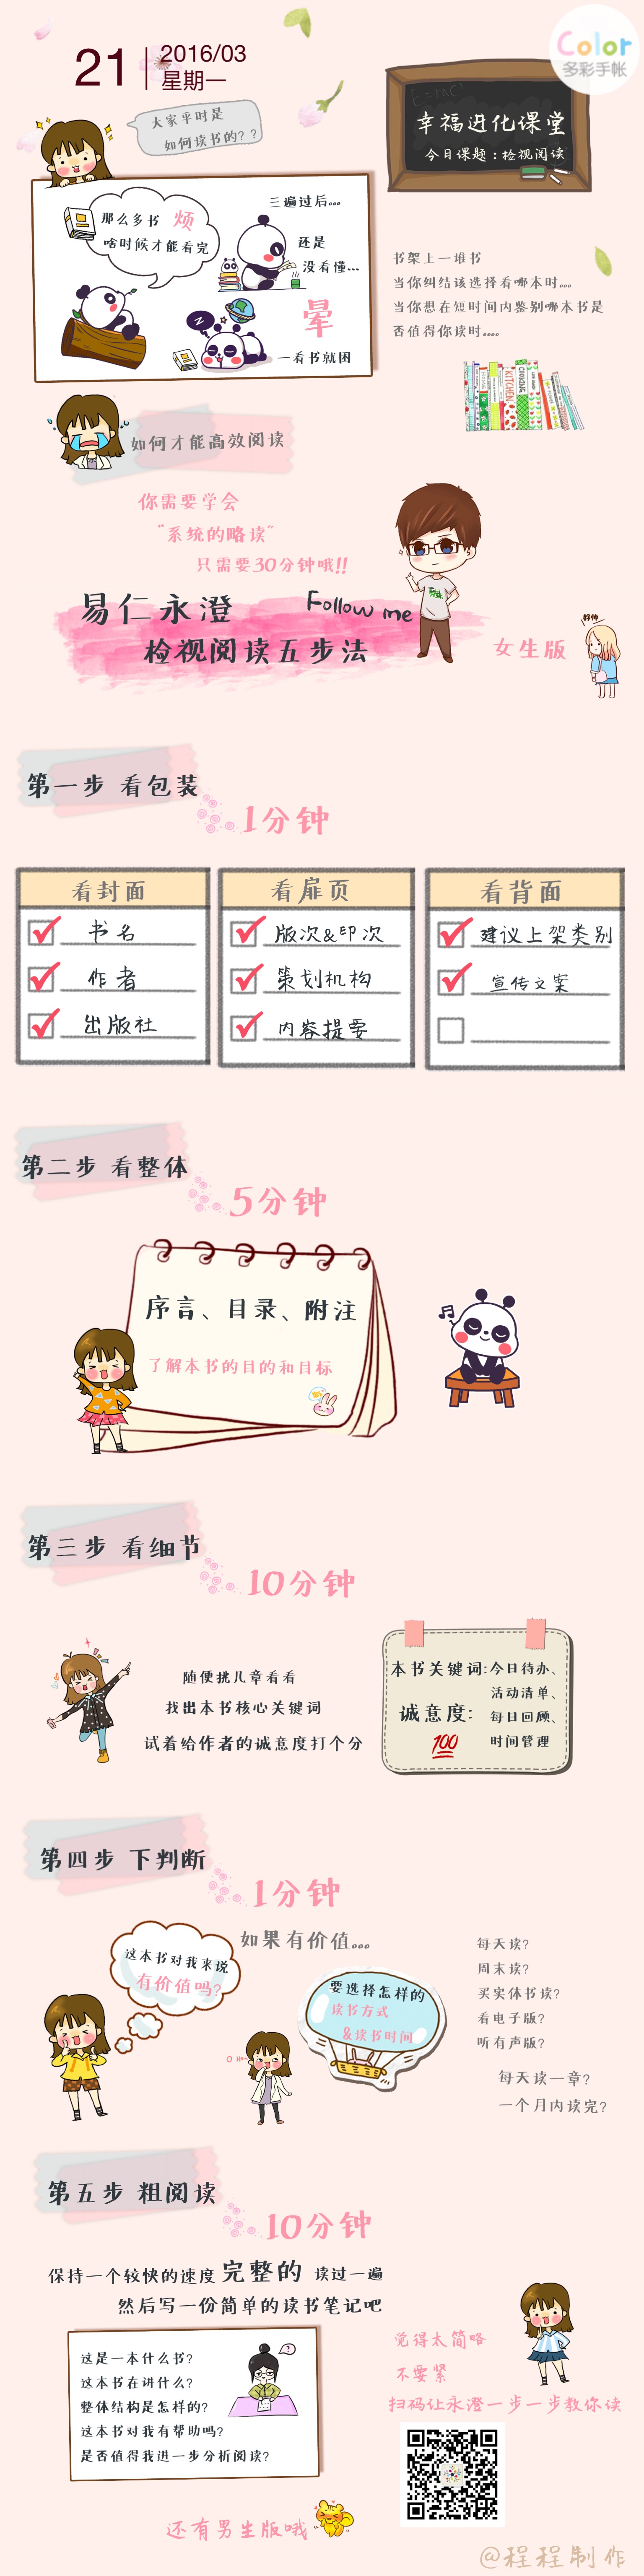 Color
多彩手帐
21
2016/03
星期一
大家平时是
如何读书的？？
幸福进化课堂
今日课题：检视阅读
那么多书 烦
啥时候才能看完
三遍过后...
还是
没看懂...
晕
Z
一看书就困
书架上一堆书
当你纠结该选择看哪本时....
当你想在短时间内鉴别哪本书是
否值得你读时....
KITCHEN
如何才能高效阅读
你需要学会
“系统的略读”
只需要30分钟哦!!
易仁永澄
Follow me
检视阅读五步法
女生版
好帅
第一步 看包装
1分钟
看封面
书名
作者
出版社
看扉页
版次&印次
策划机构
内容提要
看背面
建议上架类别
宣传文案
第二步 看整体
5分钟
序言、目录、附注
了解本书的目的和目标
第三步 看细节
10分钟
随便挑几章看看
找出本书核心关键词
试着给作者的诚意度打个分
本书关键词:今日待办、
活动清单、
每日回顾、
时间管理
诚意度:
100
第四步 下判断
1分钟
这本书对我来说
有价值吗?
如果有价值...
要选择怎样的
读书方式
&读书时间
每天读?
周末读?
买实体书读?
看电子版?
听有声版?
每天读一章?
一个月内读完?
第五步 粗阅读
10分钟
保持一个较快的速度 完整的 读过一遍
然后写一份简单的读书笔记吧
这是一本什么书?
这本书在讲什么?
整体结构是怎样的?
这本书对我有帮助吗?
是否值得我进一步分析阅读?
?
觉得太简略
不要紧
扫码让永澄一步一步教你读
还有男生版哦
@程程制作